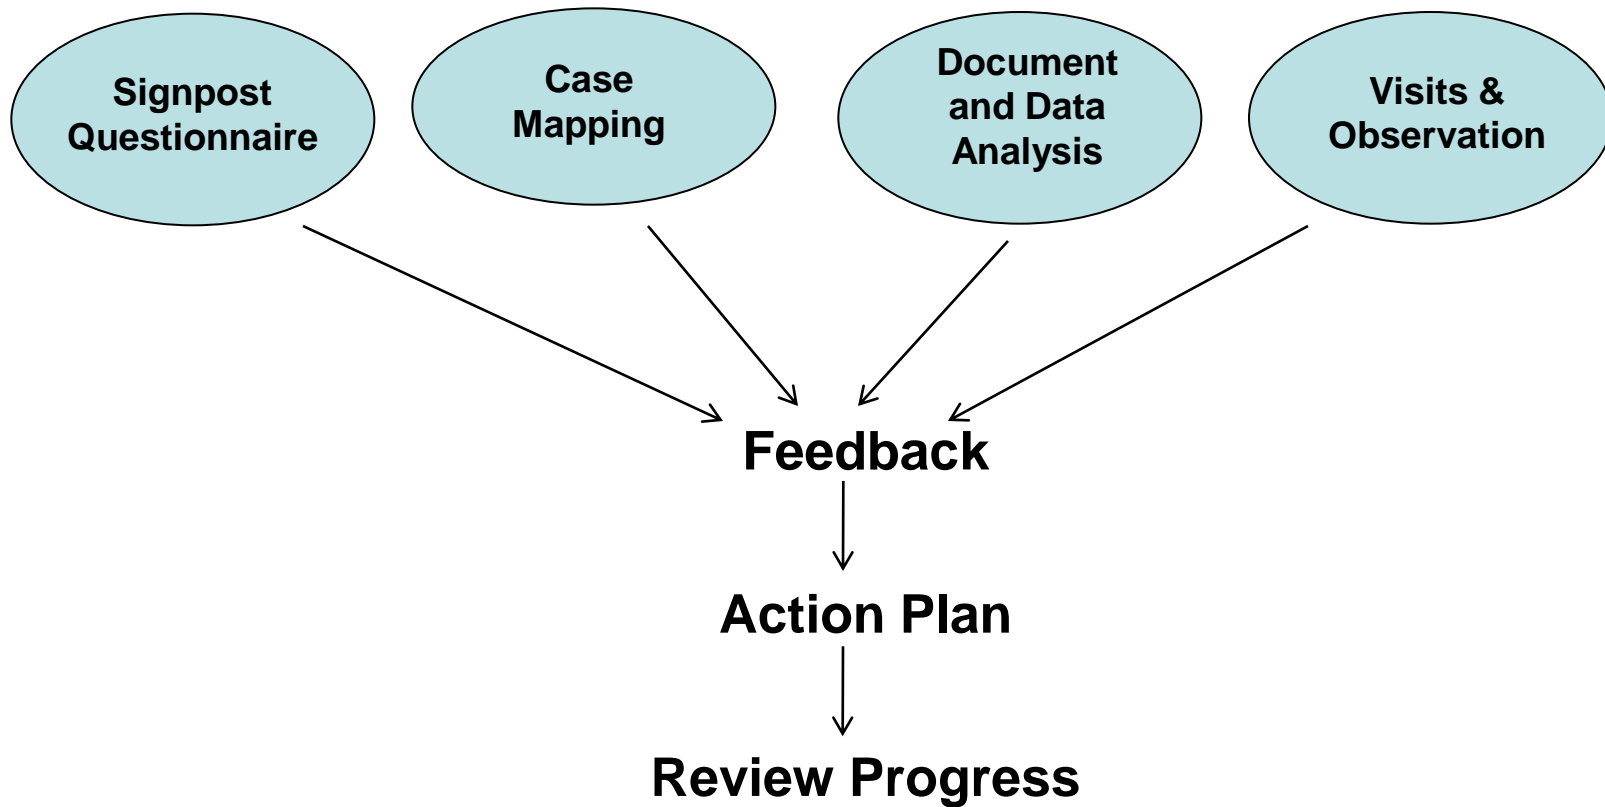 Signpost
Questionnaire
Case
Mapping
Document
and Data
Analysis
Visits &
Observation
Feedback
Action Plan
Review Progress